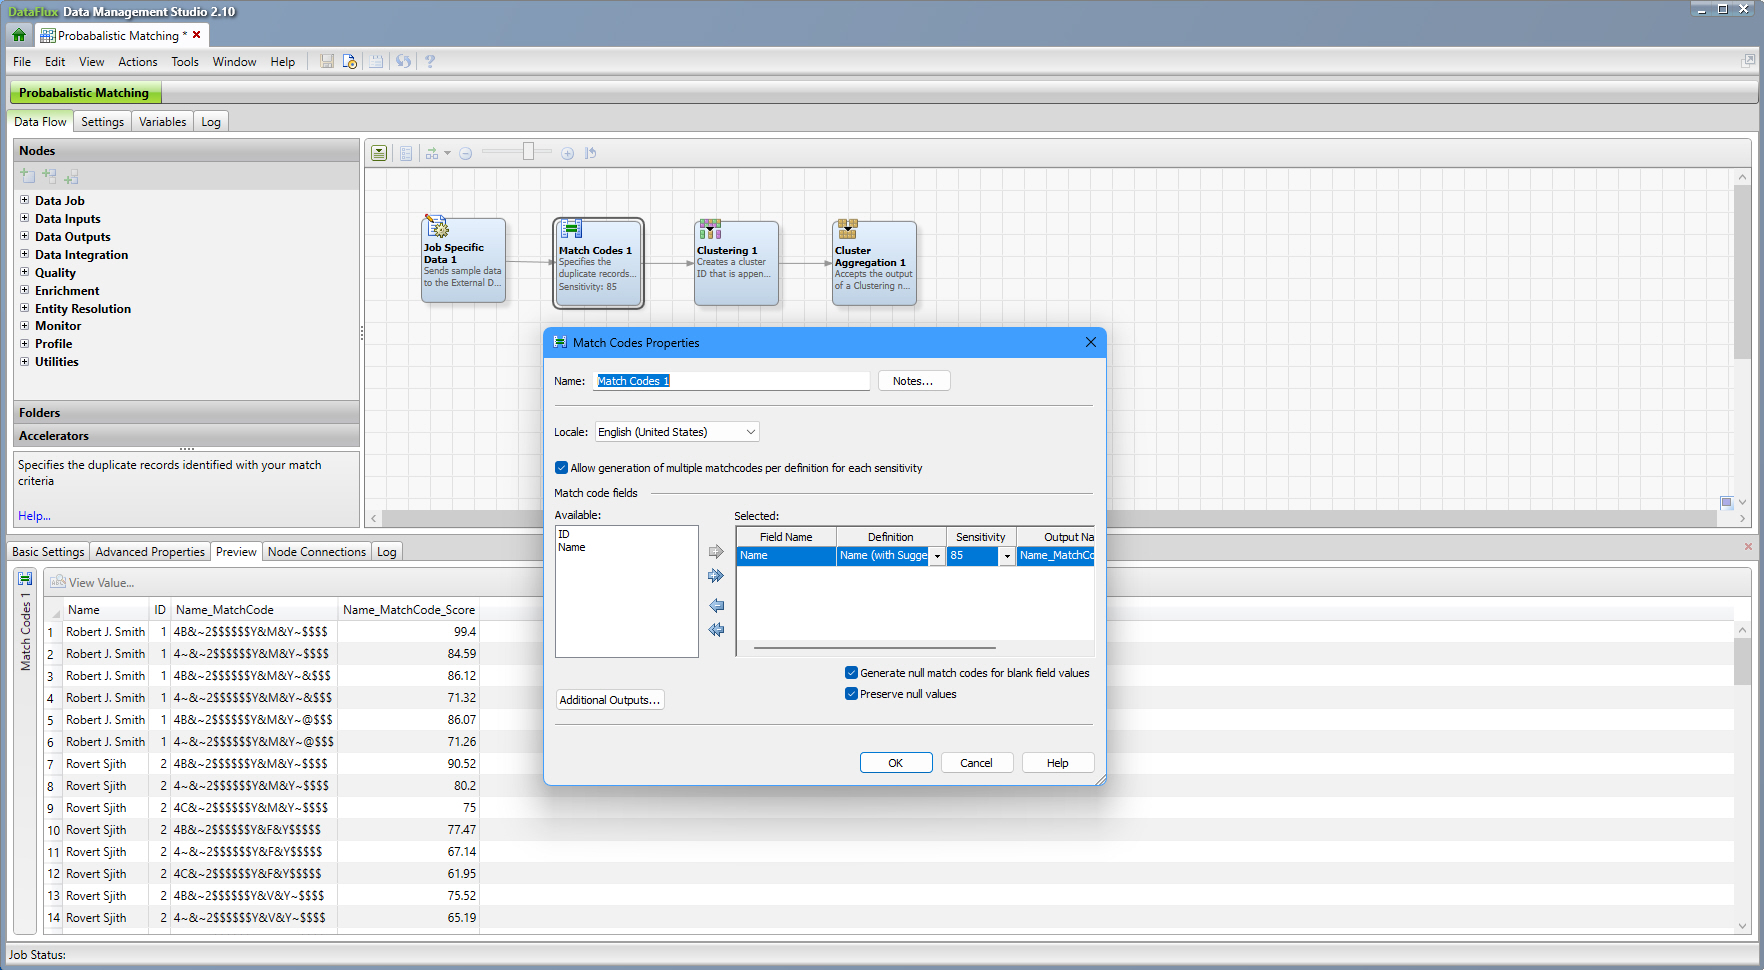 DataFlux Data Management Studio 2.10
Probabalistic Matching *
File Edit View Actions Tools Window Help
Probabalistic Matching
Data Flow Settings Variables Log
Nodes
Data Job
Data Inputs
Data Outputs
Data Integration
Quality
Enrichment
Entity Resolution
Monitor
Profile
Utilities
Folders
Accelerators
Specifies the duplicate records identified with your match
criteria
Help...
Job Specific
Data 1
Sends sample data
to the External D...
Match Codes 1
Specifies the
duplicate records...
Sensitivity: 85
Clustering 1
Creates a cluster
ID that is appen...
Cluster
Aggregation 1
Accepts the output
of a Clustering n...
Match Codes Properties
Name: Match Codes 1 Notes...
Locale: English (United States)
Allow generation of multiple matchcodes per definition for each sensitivity
Match code fields
Available:
ID
Name
Selected:
Field Name Definition Sensitivity Output Na
Name Name (with Sugge 85 Name_MatchCo
Generate null match codes for blank field values
Preserve null values
Additional Outputs...
OK Cancel Help
Basic Settings Advanced Properties Preview Node Connections Log
Match Codes 1
View Value...
Name ID Name_MatchCode Name_MatchCode_Score
1 Robert J. Smith 1 4B&~2$$$$$$Y&M&Y~$$$$ 99.4
2 Robert J. Smith 1 4~&~2$$$$$$Y&M&Y~$$$$ 84.59
3 Robert J. Smith 1 4B&~2$$$$$$Y&M&Y~&$$$ 86.12
4 Robert J. Smith 1 4~&~2$$$$$$Y&M&Y~&$$$ 71.32
5 Robert J. Smith 1 4B&~2$$$$$$Y&M&Y~@$$$ 86.07
6 Robert J. Smith 1 4~&~2$$$$$$Y&M&Y~@$$$ 71.26
7 Rovert Sjith 2 4B&~2$$$$$$Y&M&Y~$$$$ 90.52
8 Rovert Sjith 2 4~&~2$$$$$$Y&M&Y~$$$$ 80.2
9 Rovert Sjith 2 4C&~2$$$$$$Y&M&Y~$$$$ 75
10 Rovert Sjith 2 4B&~2$$$$$$Y&F&Y$$$$$ 77.47
11 Rovert Sjith 2 4~&~2$$$$$$Y&F&Y$$$$$ 67.14
12 Rovert Sjith 2 4C&~2$$$$$$Y&F&Y$$$$$ 61.95
13 Rovert Sjith 2 4B&~2$$$$$$Y&V&Y~$$$$ 75.52
14 Rovert Sjith 2 4~&~2$$$$$$Y&V&Y~$$$$ 65.19
Job Status: